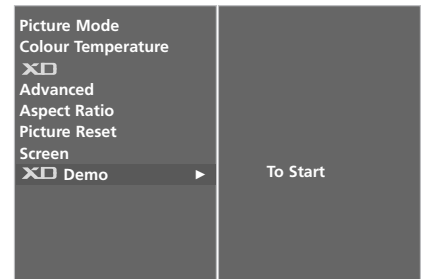 Picture Mode
Colour Temperature
XD
Advanced
Aspect Ratio
Picture Reset
Screen
XD Demo ►
To Start